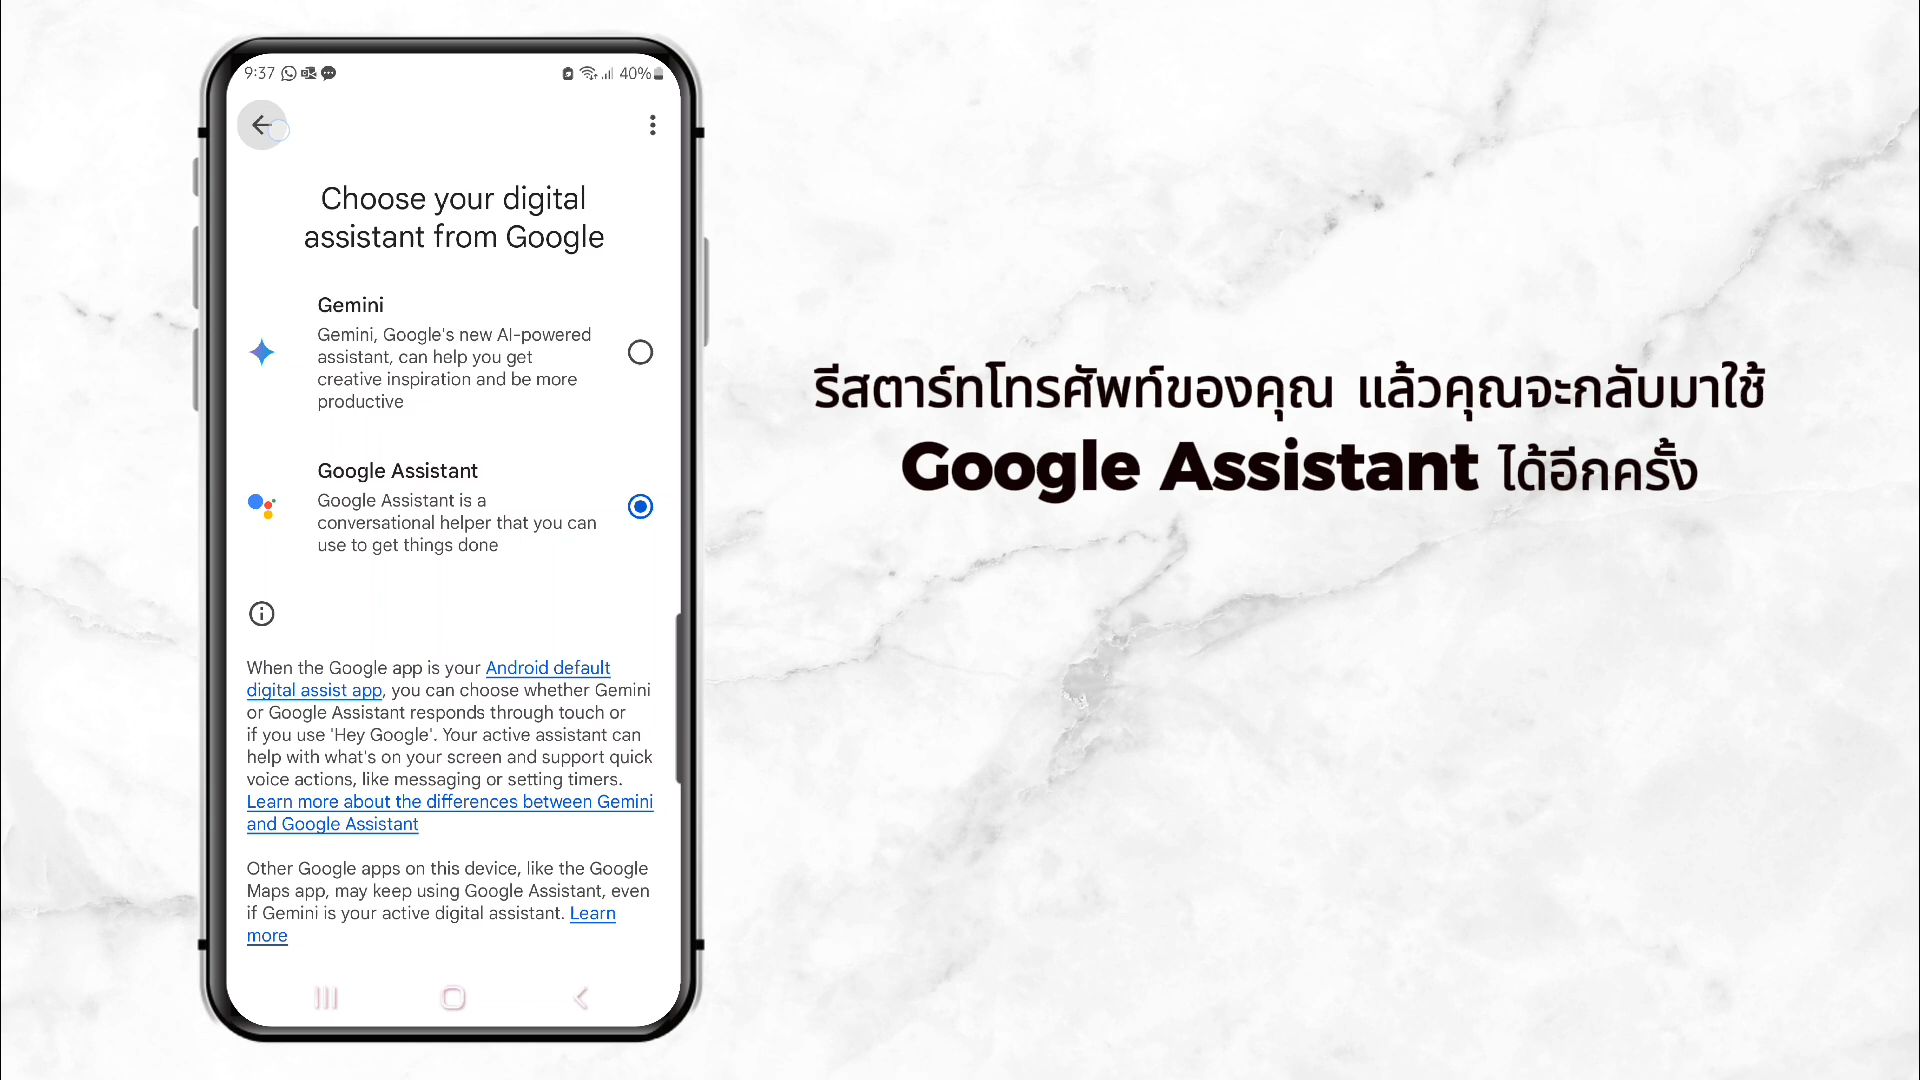 9:37
40%
Choose your digital
assistant from Google
Gemini
Gemini, Google's new AI-powered
assistant, can help you get
creative inspiration and be more
productive
Google Assistant
Google Assistant is a
conversational helper that you can
use to get things done
When the Google app is your Android default
digital assist app, you can choose whether Gemini
or Google Assistant responds through touch or
if you use 'Hey Google'. Your active assistant can
help with what's on your screen and support quick
voice actions, like messaging or setting timers.
Learn more about the differences between Gemini
and Google Assistant
Other Google apps on this device, like the Google
Maps app, may keep using Google Assistant, even
if Gemini is your active digital assistant. Learn
more
รีสตาร์ทโทรศัพท์ของคุณ แล้วคุณจะกลับมาใช้
Google Assistant ได้อีกครั้ง